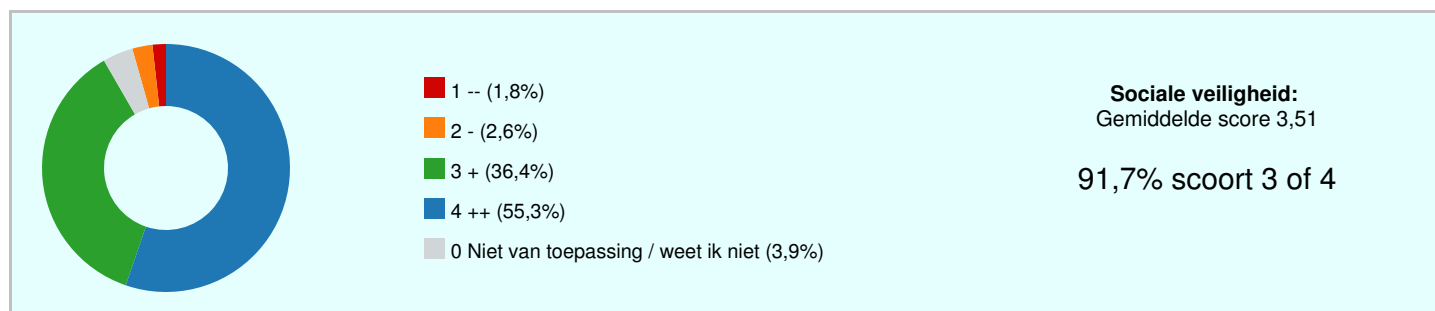 1 -- (1,8%)
2 - (2,6%)
3 + (36,4%)
4 ++ (55,3%)
0 Niet van toepassing / weet ik niet (3,9%)
Sociale veiligheid:
Gemiddelde score 3,51
91,7% scoort 3 of 4